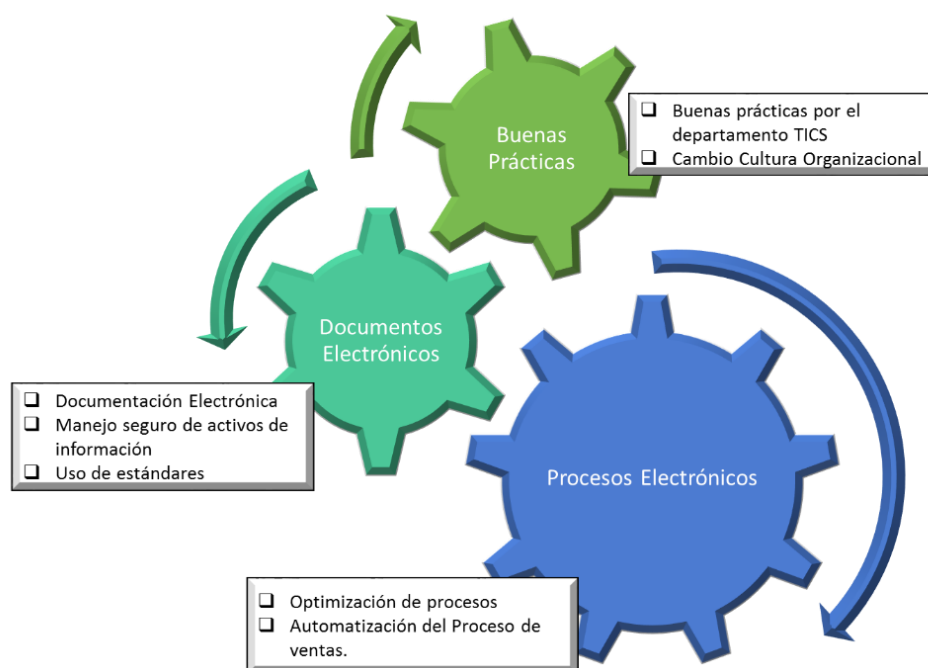 Buenas
Prácticas
❑ Buenas prácticas por el
departamento TICS
❑ Cambio Cultura Organizacional
Documentos
Electrónicos
❑ Documentación Electrónica
❑ Manejo seguro de activos de
información
❑ Uso de estándares
Procesos Electrónicos
❑ Optimización de procesos
❑ Automatización del Proceso de
ventas.